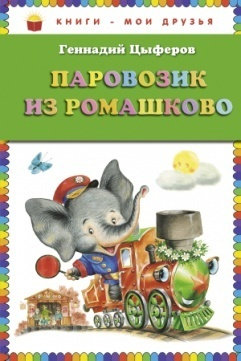 КНИГИ - МОИ ДРУЗЬЯ
Геннадий Цыферов
ПАРОВОЗИК
ИЗ РОМАШКОВО